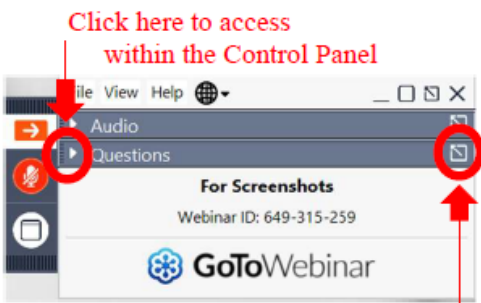 Click here to access
within the Control Panel
ile View Help
Audio
Questions
For Screenshots
Webinar ID: 649-315-259
GoToWebinar